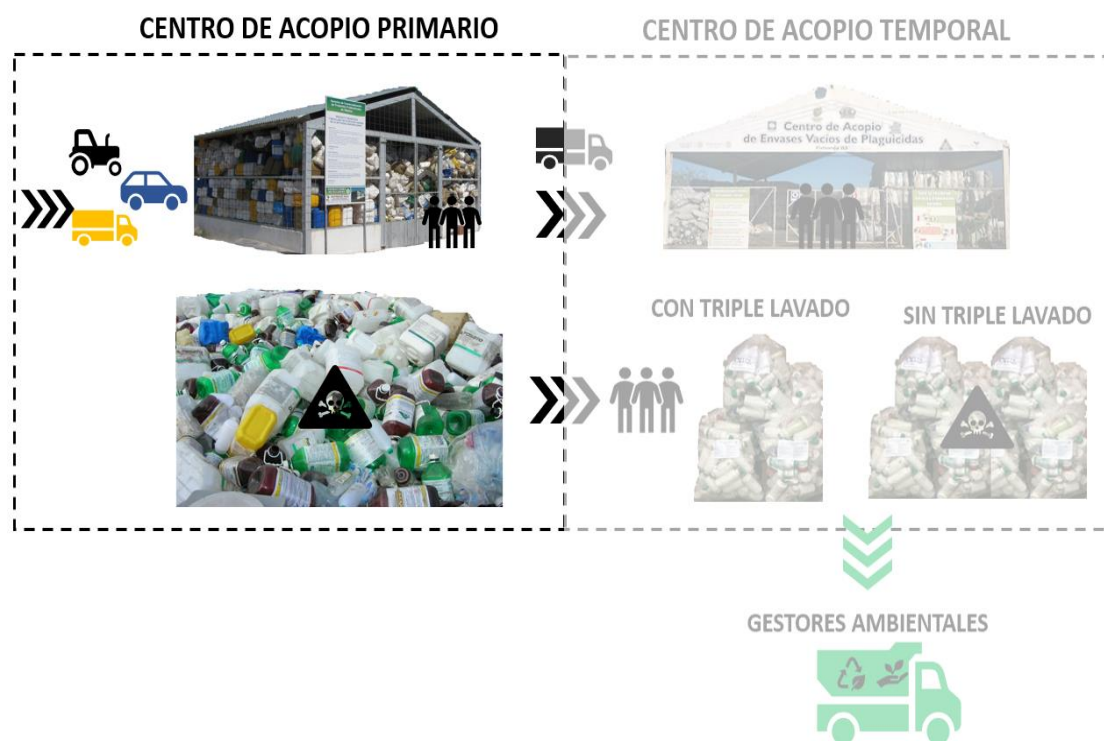 CENTRO DE ACOPIO PRIMARIO
CENTRO DE ACOPIO TEMPORAL
Centro de Acopio
de Envases Vacíos de Plaguicidas
CON TRIPLE LAVADO
SIN TRIPLE LAVADO
GESTORES AMBIENTALES